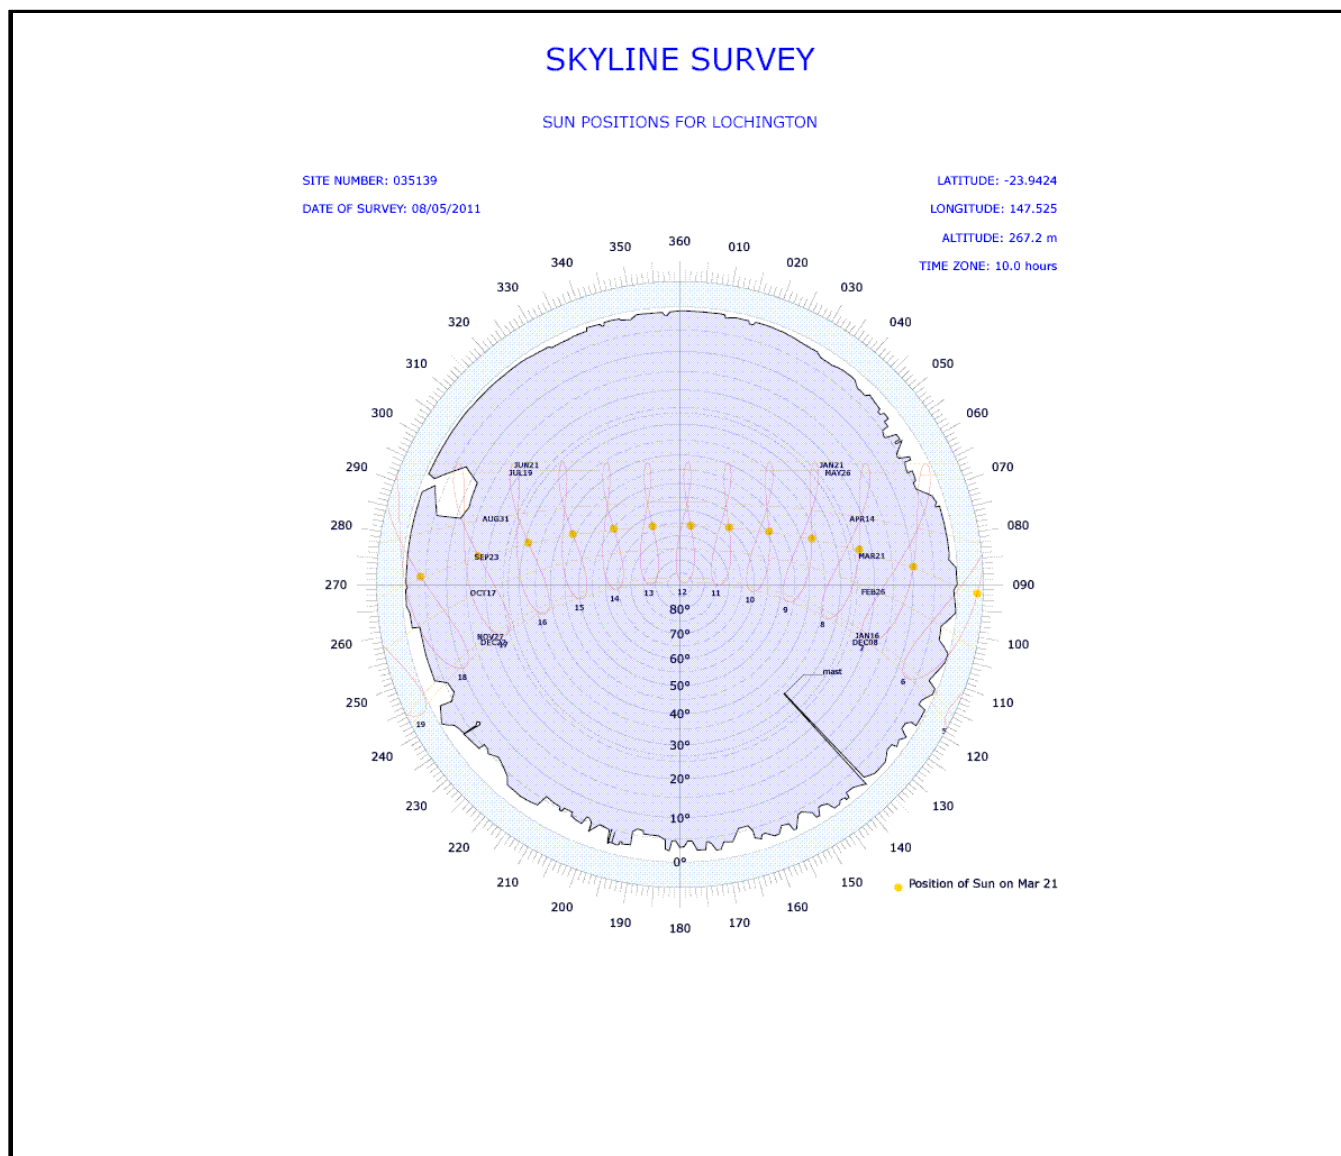 SKYLINE SURVEY
SUN POSITIONS FOR LOCHINGTON
SITE NUMBER: 035139
LATITUDE: -23.9424
DATE OF SURVEY: 08/05/2011
LONGITUDE: 147.525
ALTITUDE: 267.2 m
TIME ZONE: 10.0 hours
350 360 010
340 020
330 030
320 040
310 050
300 060
290 070
280 080
270 090
260 100
250 110
240 120
230 130
220 140
210 150
200 160
190 170
180
JUN21 JAN21
JUL19 MAY26
AUG31 APR14
SEP23 MAR21
OCT17 FEB26
NOV27 JAN16
DEC22 DEC08
19 18 17 16 15 14 13 12 11 10 9 8 7 6 5
80°
70°
60°
50°
40°
30°
20°
10°
0°
mast
Position of Sun on Mar 21